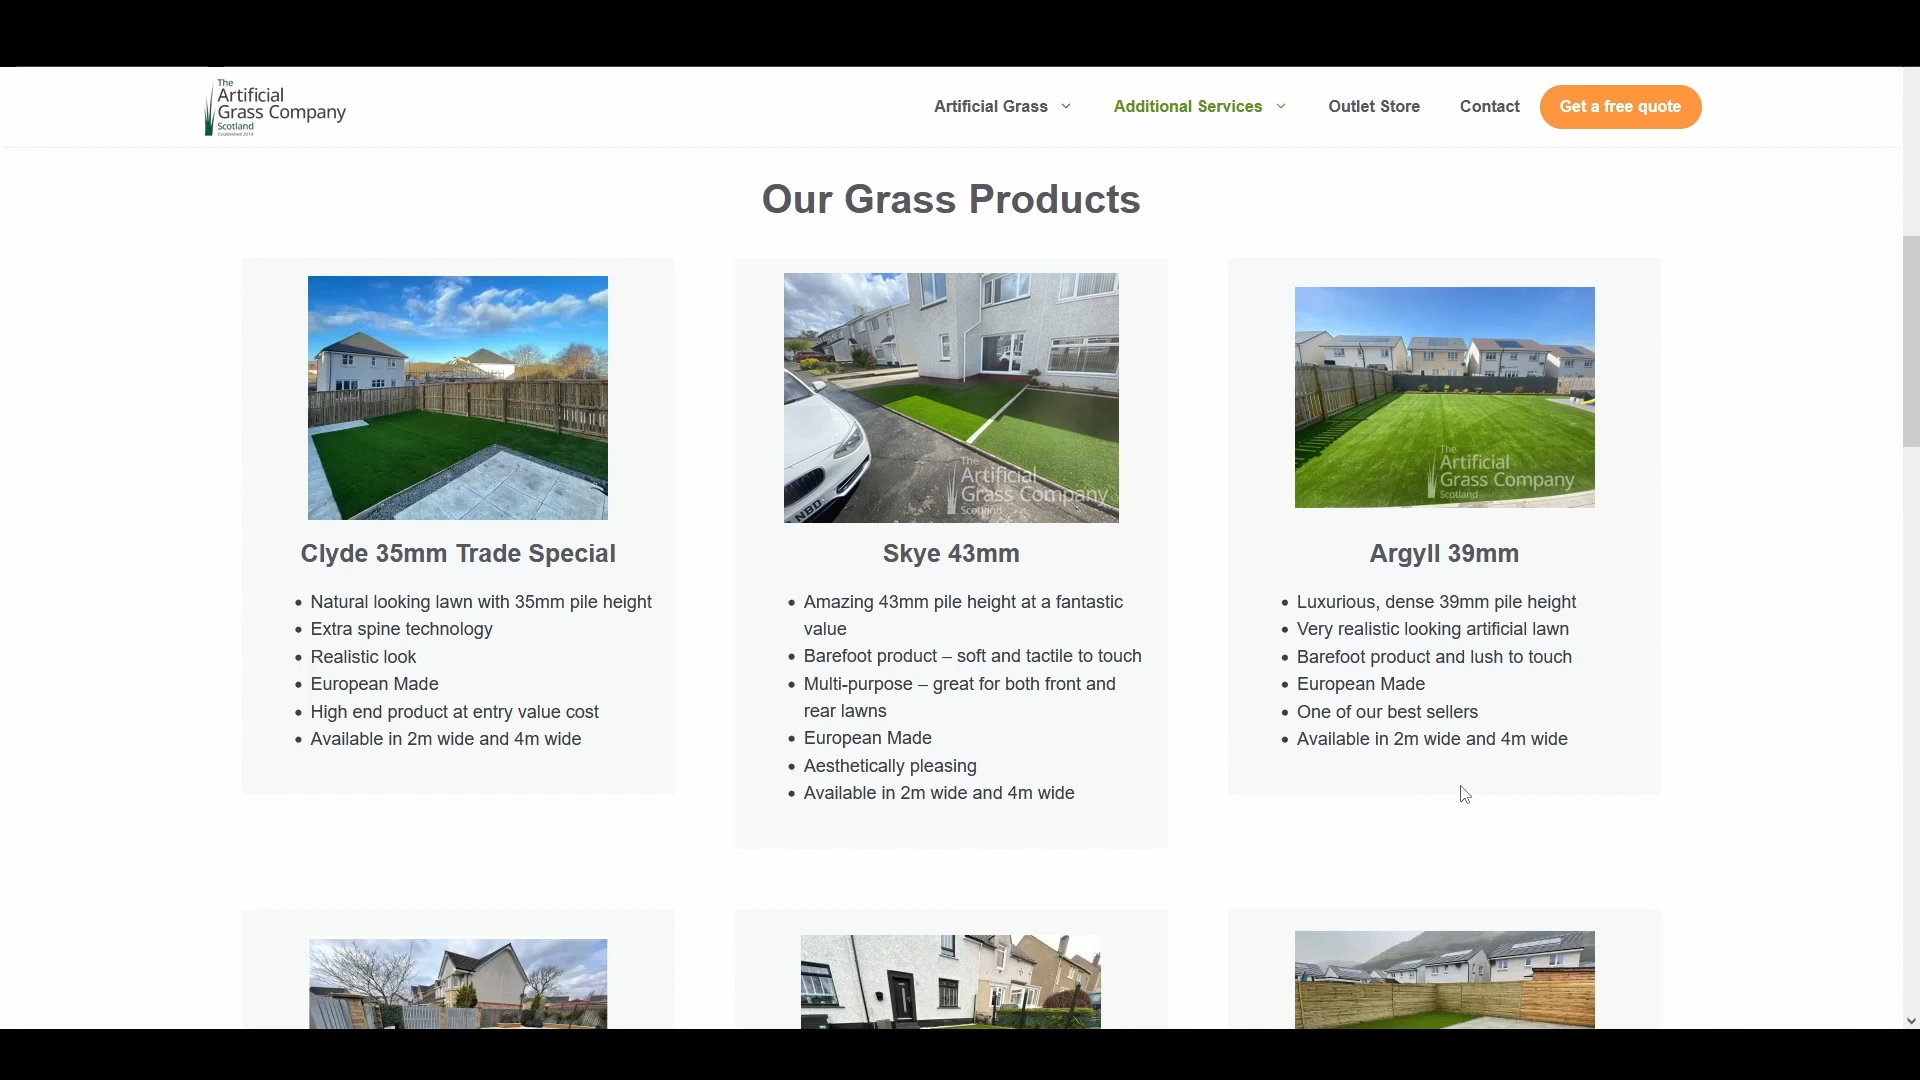 The
Artificial
Grass Company
Scotland
Established 2014
Artificial Grass
Additional Services
Outlet Store
Contact
Get a free quote
Our Grass Products
The
Artificial
Grass Company
Scotland
NBD
The
Artificial
Grass Company
Scotland
Clyde 35mm Trade Special
Natural looking lawn with 35mm pile height
Extra spine technology
Realistic look
European Made
High end product at entry value cost
Available in 2m wide and 4m wide
Skye 43mm
Amazing 43mm pile height at a fantastic
value
Barefoot product – soft and tactile to touch
Multi-purpose – great for both front and
rear lawns
European Made
Aesthetically pleasing
Available in 2m wide and 4m wide
Argyll 39mm
Luxurious, dense 39mm pile height
Very realistic looking artificial lawn
Barefoot product and lush to touch
European Made
One of our best sellers
Available in 2m wide and 4m wide